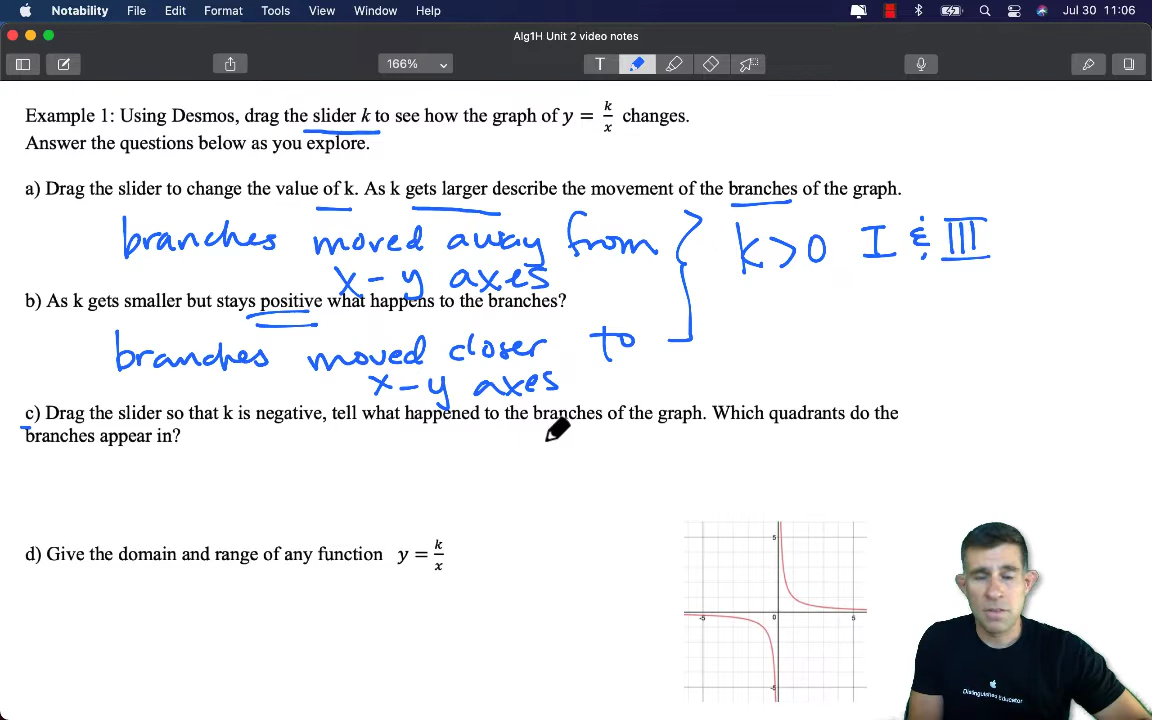 Notability File Edit Format Tools View Window Help Jul 30 11:06
Alg1H Unit 2 video notes
166% T
Example 1: Using Desmos, drag the slider k to see how the graph of y = k/x changes.
Answer the questions below as you explore.
a) Drag the slider to change the value of k. As k gets larger describe the movement of the branches of the graph.
branches moved away from
x-y axes
k > 0 I & III
b) As k gets smaller but stays positive what happens to the branches?
branches moved closer to
x-y axes
c) Drag the slider so that k is negative, tell what happened to the branches of the graph. Which quadrants do the
branches appear in?
d) Give the domain and range of any function y = k/x
5
-5 0 5
-5
Distinguished Educator